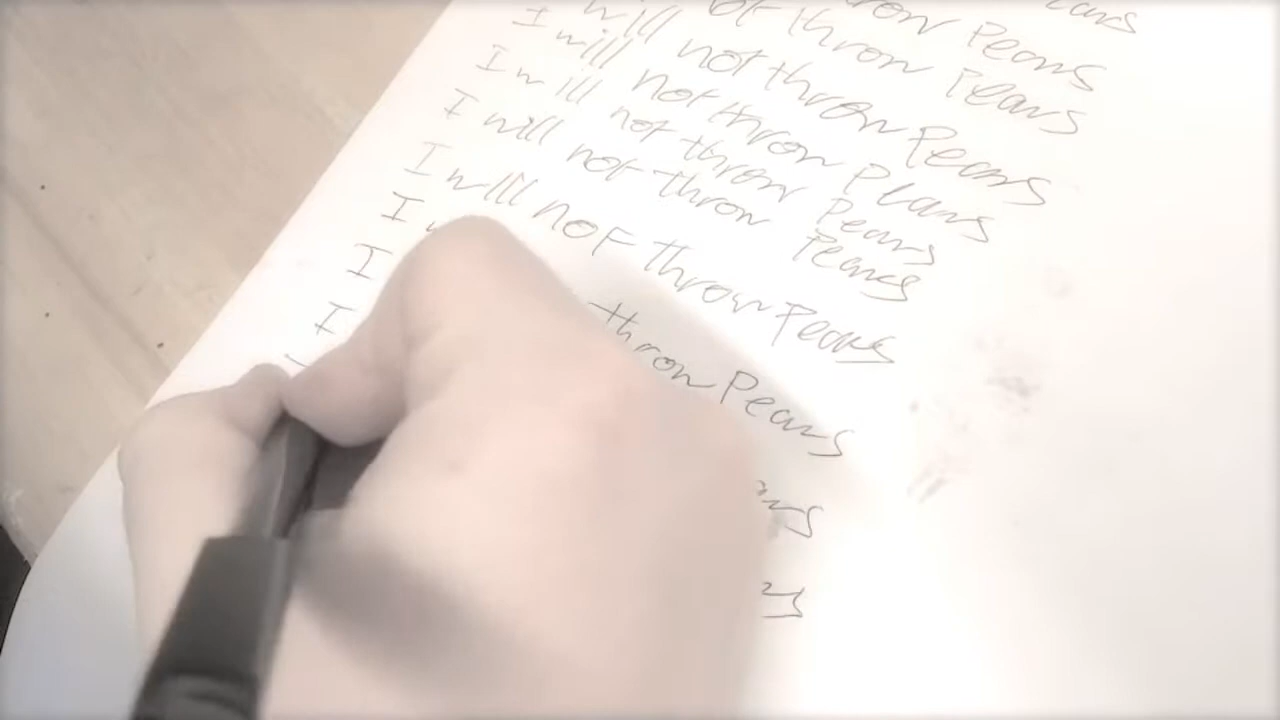 throw Pears
not throw Pears
will not throw Pears
I will not throw Pears
I will not throw Pears
I will not throw Pears
I will not throw Pears
I throw Pears
I ars
I